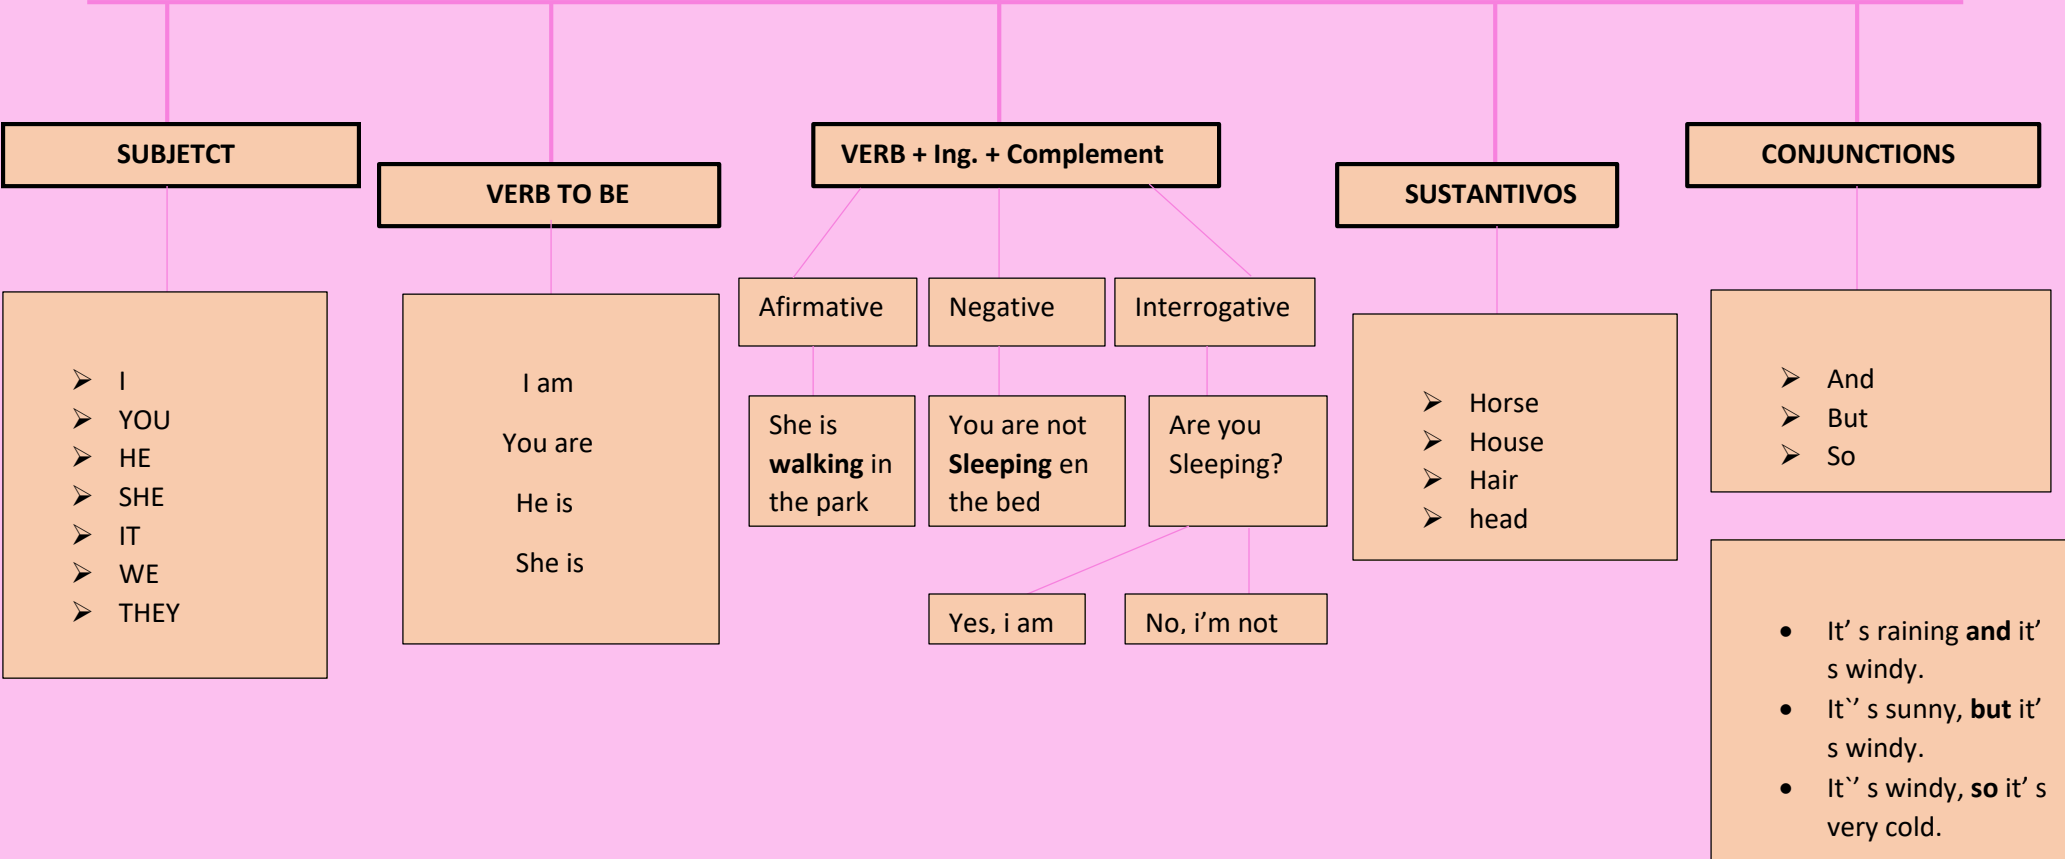 SUBJETCT
I
YOU
HE
SHE
IT
WE
THEY
VERB TO BE
I am
You are
He is
She is
VERB + Ing. + Complement
Afirmative
She is
walking in
the park
Negative
You are not
Sleeping en
the bed
Interrogative
Are you
Sleeping?
Yes, i am
No, i’m not
SUSTANTIVOS
Horse
House
Hair
head
CONJUNCTIONS
And
But
So
It’ s raining and it’
s windy.
It`’ s sunny, but it’
s windy.
It`’ s windy, so it’ s
very cold.